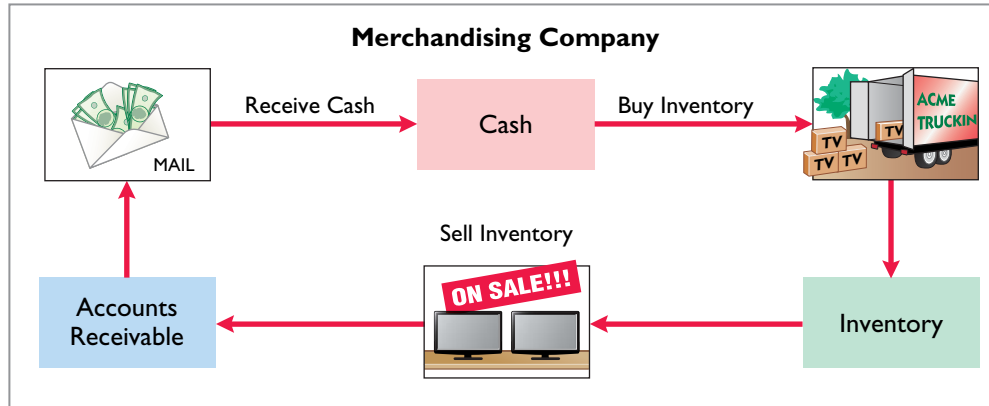 Merchandising Company
MAIL
Receive Cash
Cash
Buy Inventory
ACME
TRUCKIN
TV
TV
TV TV
Sell Inventory
ON SALE!!!
Accounts
Receivable
Inventory